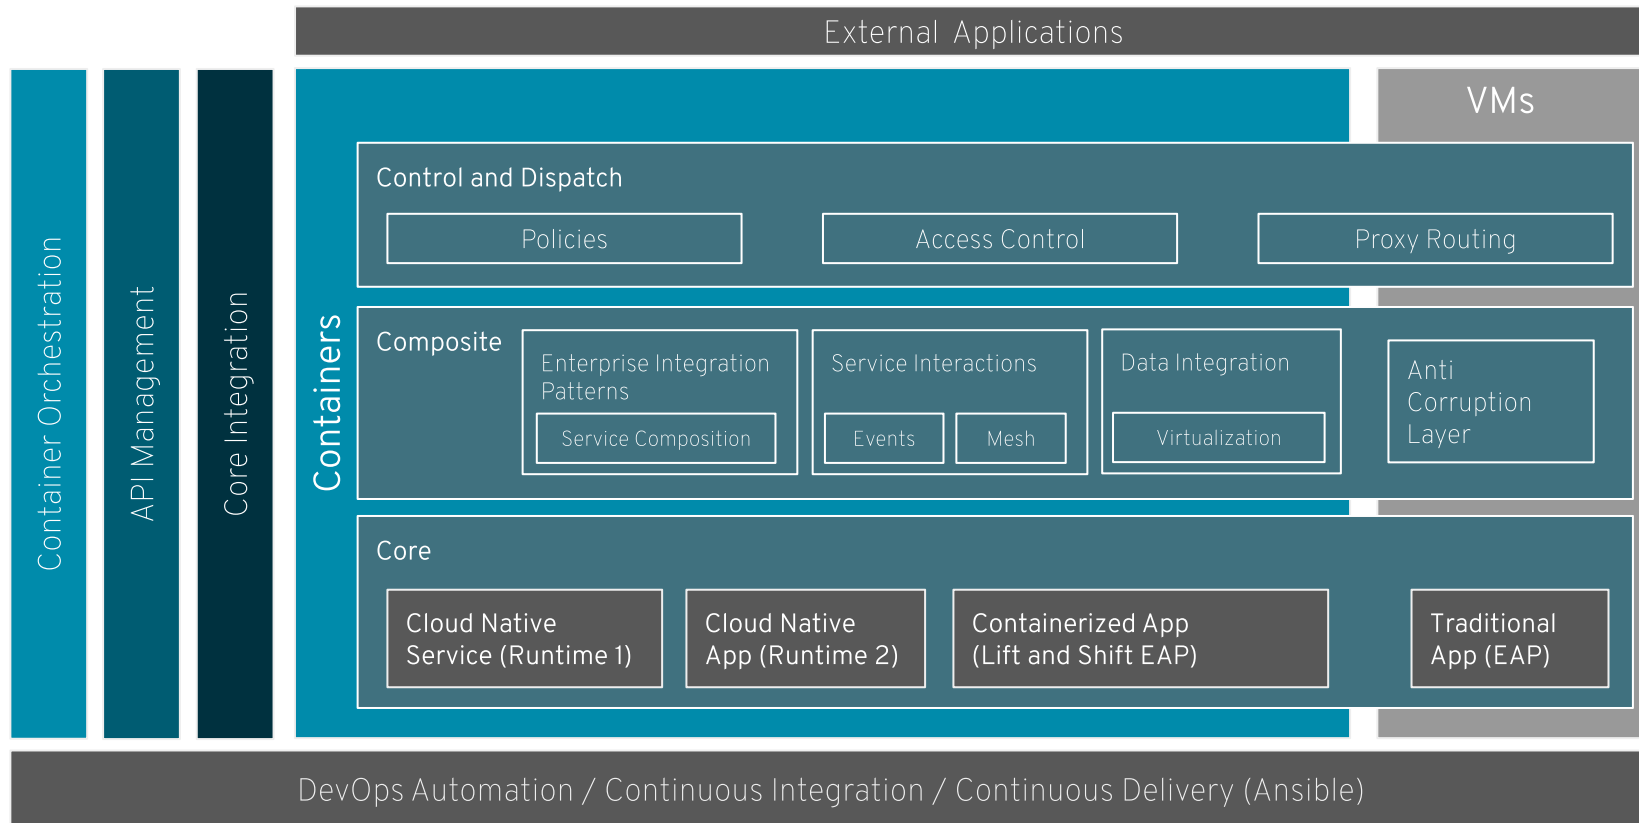 External Applications
Container Orchestration
API Management
Core Integration
Containers
VMs
Control and Dispatch
Policies
Access Control
Proxy Routing
Composite
Enterprise Integration
Patterns
Service Composition
Service Interactions
Events
Mesh
Data Integration
Virtualization
Anti
Corruption
Layer
Core
Cloud Native
Service (Runtime 1)
Cloud Native
App (Runtime 2)
Containerized App
(Lift and Shift EAP)
Traditional
App (EAP)
DevOps Automation / Continuous Integration / Continuous Delivery (Ansible)